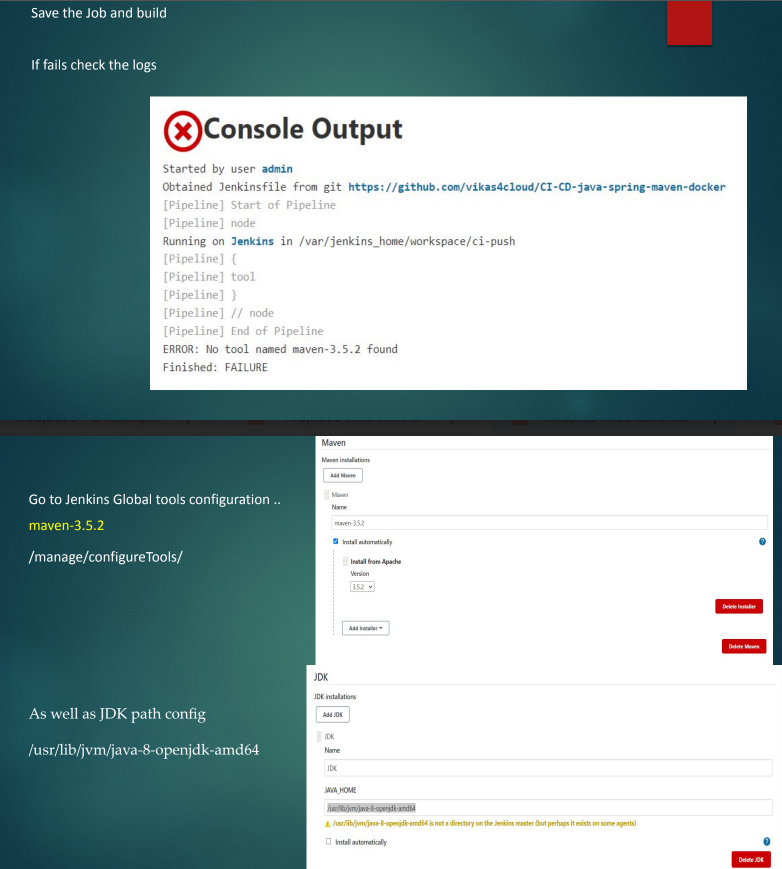 Save the Job and build
If fails check the logs
Console Output
Started by user admin
Obtained Jenkinsfile from git https://github.com/vikas4cloud/CI-CD-java-spring-maven-docker
[Pipeline] Start of Pipeline
[Pipeline] node
Running on Jenkins in /var/jenkins_home/workspace/ci-push
[Pipeline] {
[Pipeline] tool
[Pipeline] }
[Pipeline] // node
[Pipeline] End of Pipeline
ERROR: No tool named maven-3.5.2 found
Finished: FAILURE
Go to Jenkins Global tools configuration ..
maven-3.5.2
/manage/configureTools/
Maven
Maven installations
Add Maven
Maven
Name
maven-3.5.2
Install automatically
Install from Apache
Version
3.5.2
Delete Installer
Add Installer
Delete Maven
As well as JDK path config
/usr/lib/jvm/java-8-openjdk-amd64
JDK
JDK installations
Add JDK
JDK
Name
JDK
JAVA_HOME
/usr/lib/jvm/java-8-openjdk-amd64
/usr/lib/jvm/java-8-openjdk-amd64 is not a directory on the Jenkins master (but perhaps it exists on some agents)
Install automatically
Delete JDK